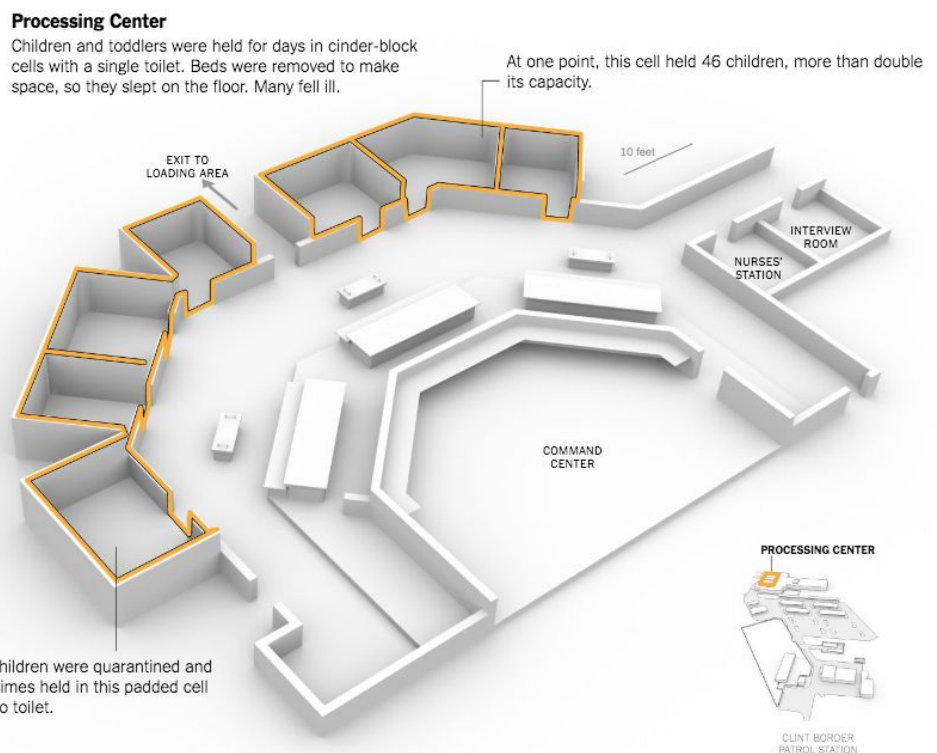 Processing Center
Children and toddlers were held for days in cinder-block
cells with a single toilet. Beds were removed to make
space, so they slept on the floor. Many fell ill.
At one point, this cell held 46 children, more than double
its capacity.
EXIT TO
LOADING AREA
10 feet
INTERVIEW
ROOM
NURSES'
STATION
COMMAND
CENTER
PROCESSING CENTER
hildren were quarantined and
imes held in this padded cell
o toilet.
CLINT BORDER
PATROL STATION